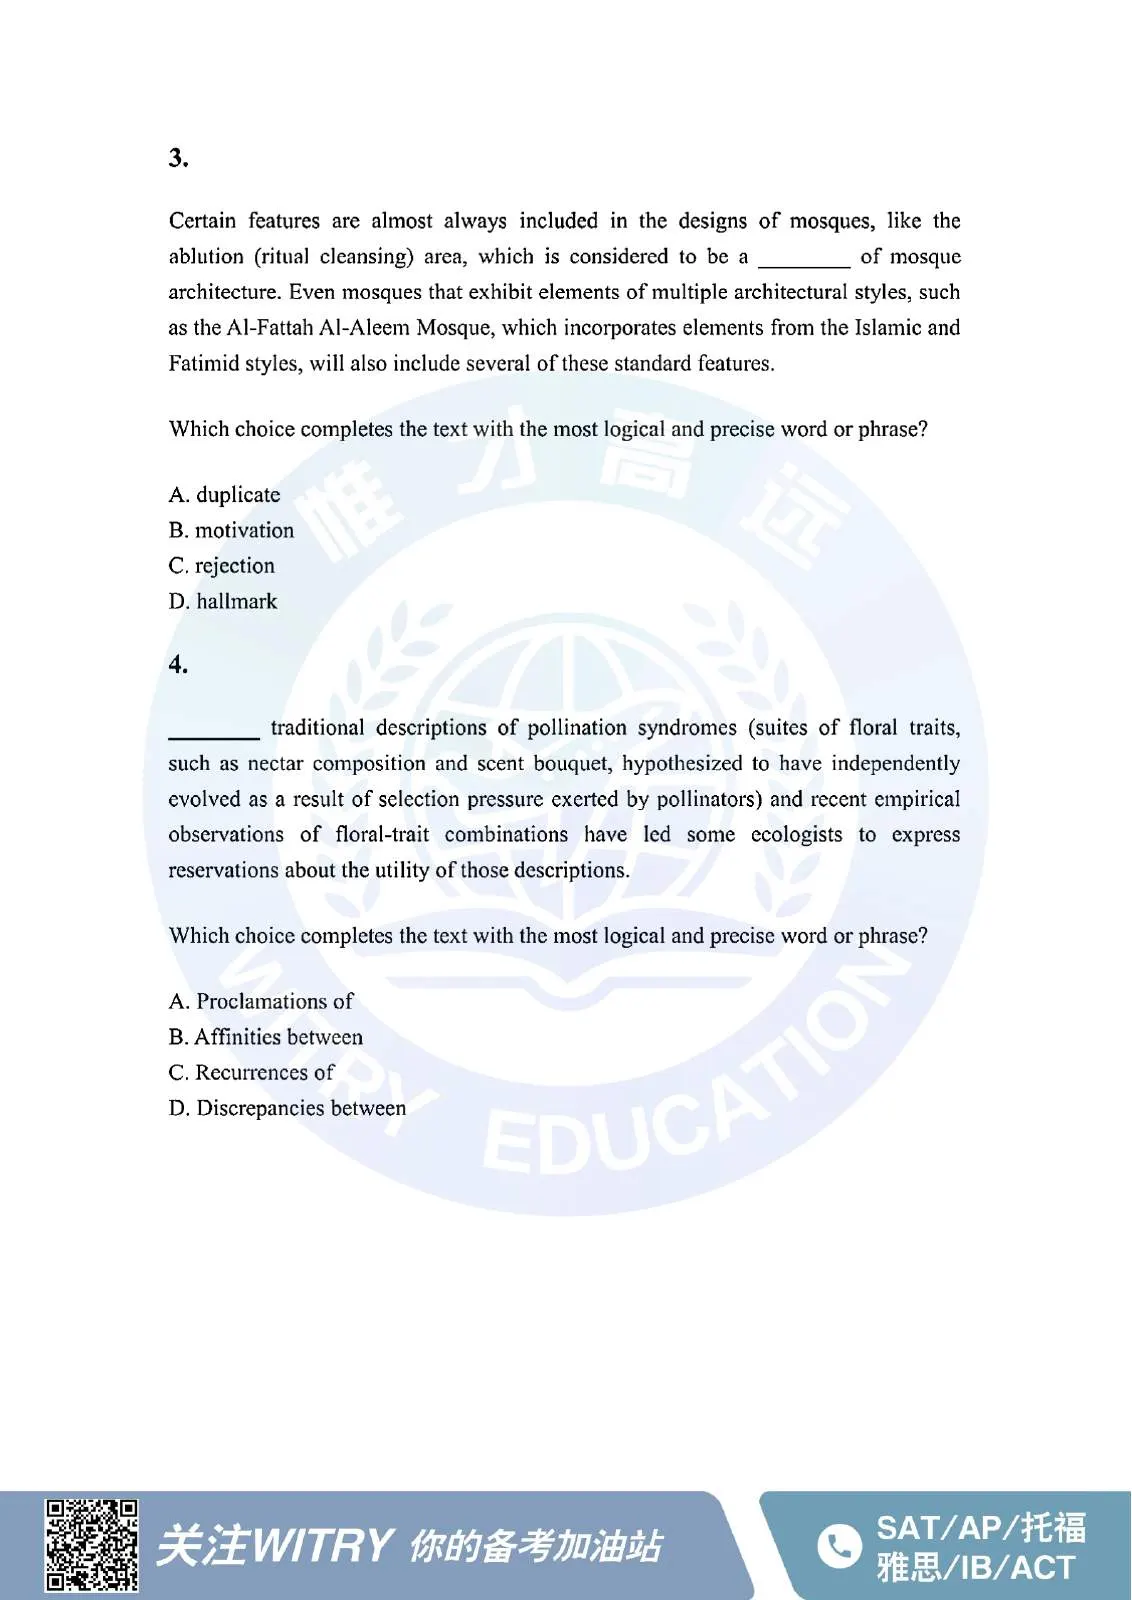 3.
Certain features are almost always included in the designs of mosques, like the
ablution (ritual cleansing) area, which is considered to be a ________ of mosque
architecture. Even mosques that exhibit elements of multiple architectural styles, such
as the Al-Fattah Al-Aleem Mosque, which incorporates elements from the Islamic and
Fatimid styles, will also include several of these standard features.
Which choice completes the text with the most logical and precise word or phrase?
A. duplicate
B. motivation
C. rejection
D. hallmark
4.
________ traditional descriptions of pollination syndromes (suites of floral traits,
such as nectar composition and scent bouquet, hypothesized to have independently
evolved as a result of selection pressure exerted by pollinators) and recent empirical
observations of floral-trait combinations have led some ecologists to express
reservations about the utility of those descriptions.
Which choice completes the text with the most logical and precise word or phrase?
A. Proclamations of
B. Affinities between
C. Recurrences of
D. Discrepancies between
惟才高远
WITRY EDUCATION
关注WITRY 你的备考加油站
SAT/AP/托福
雅思/IB/ACT